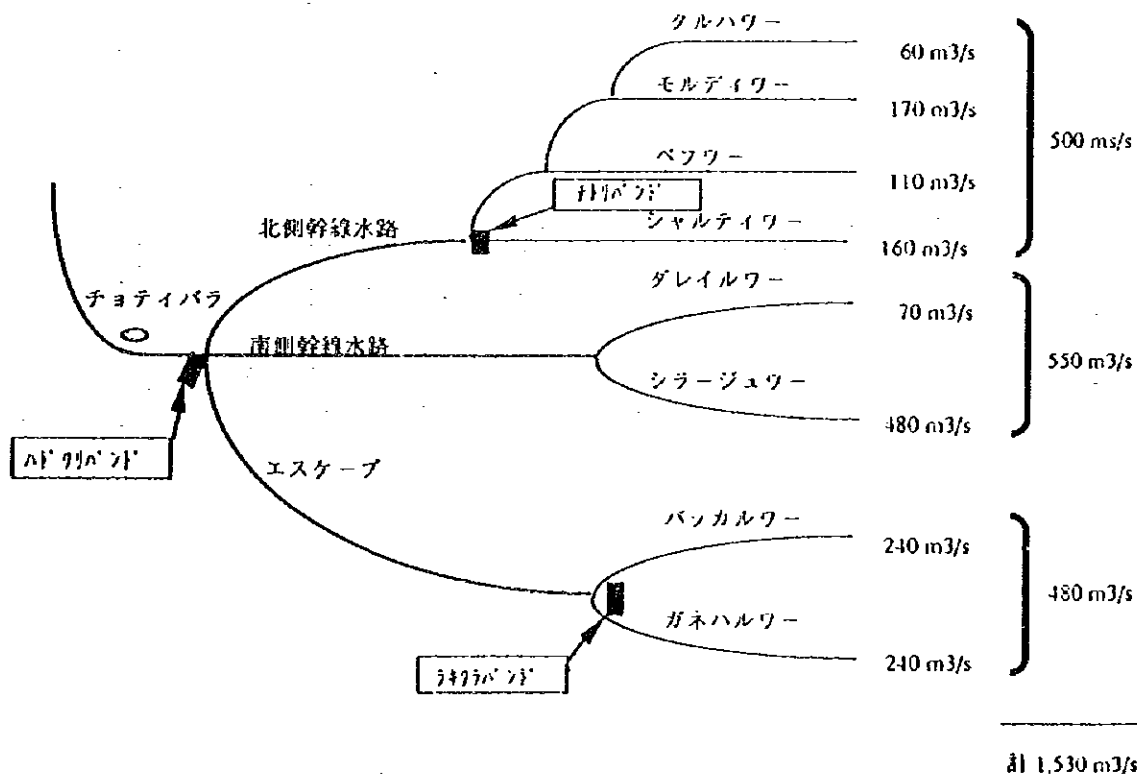 タルハワー
60 m3/s
モルディワー
170 m3/s
500 ms/s
ペフワー
110 m3/s
チトリバンド
北側幹線水路
シャルティワー
160 m3/s
ダレイルワー
チョティバラ
70 m3/s
南側幹線水路
550 m3/s
シラージュワー
480 m3/s
ハドクリバンド
エスケープ
バッカルワー
240 m3/s
480 m3/s
ガネハルワー
240 m3/s
ラキクラバンド
計 1,530 m3/s